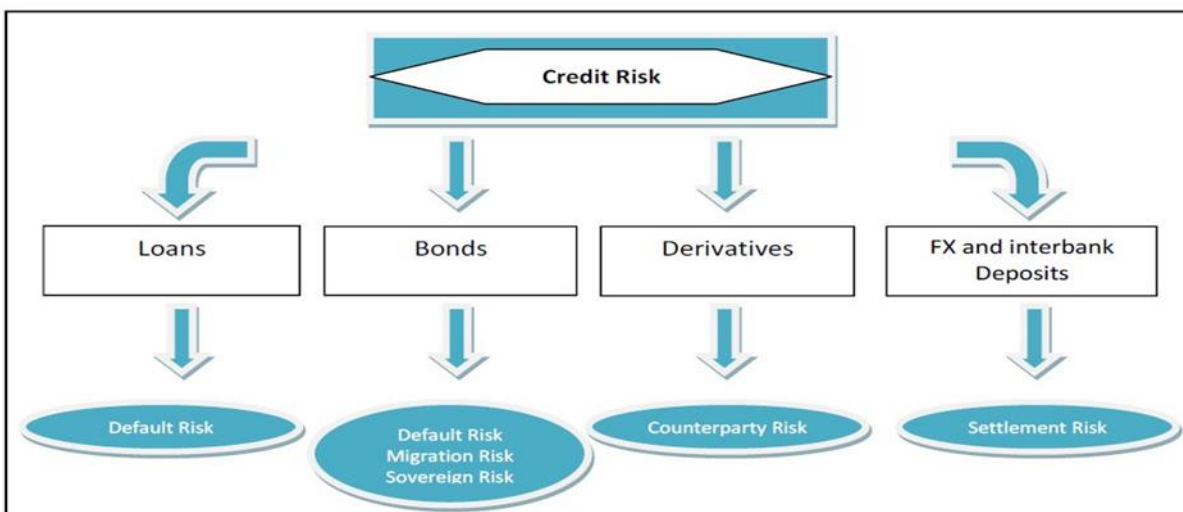 Credit Risk
Loans
Bonds
Derivatives
FX and interbank
Deposits
Default Risk
Default Risk
Migration Risk
Sovereign Risk
Counterparty Risk
Settlement Risk